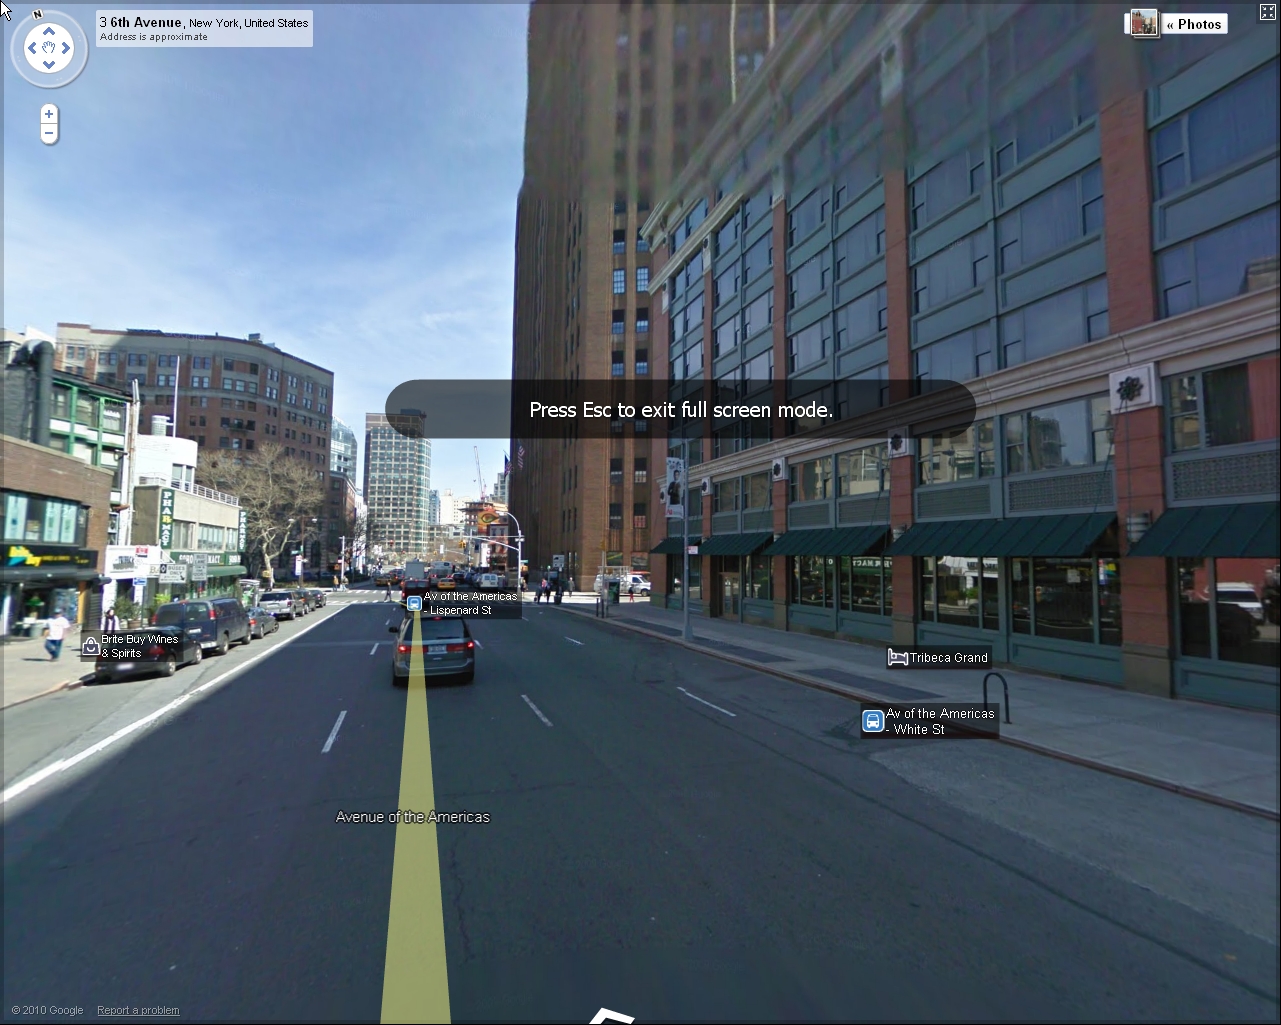 N
3 6th Avenue, New York, United States
Address is approximate
« Photos
Press Esc to exit full screen mode.
PHARMACY
Av of the Americas
- Lispenard St
Brite Buy Wines
& Spirits
Tribeca Grand
Av of the Americas
- White St
Avenue of the Americas
© 2010 Google
Report a problem